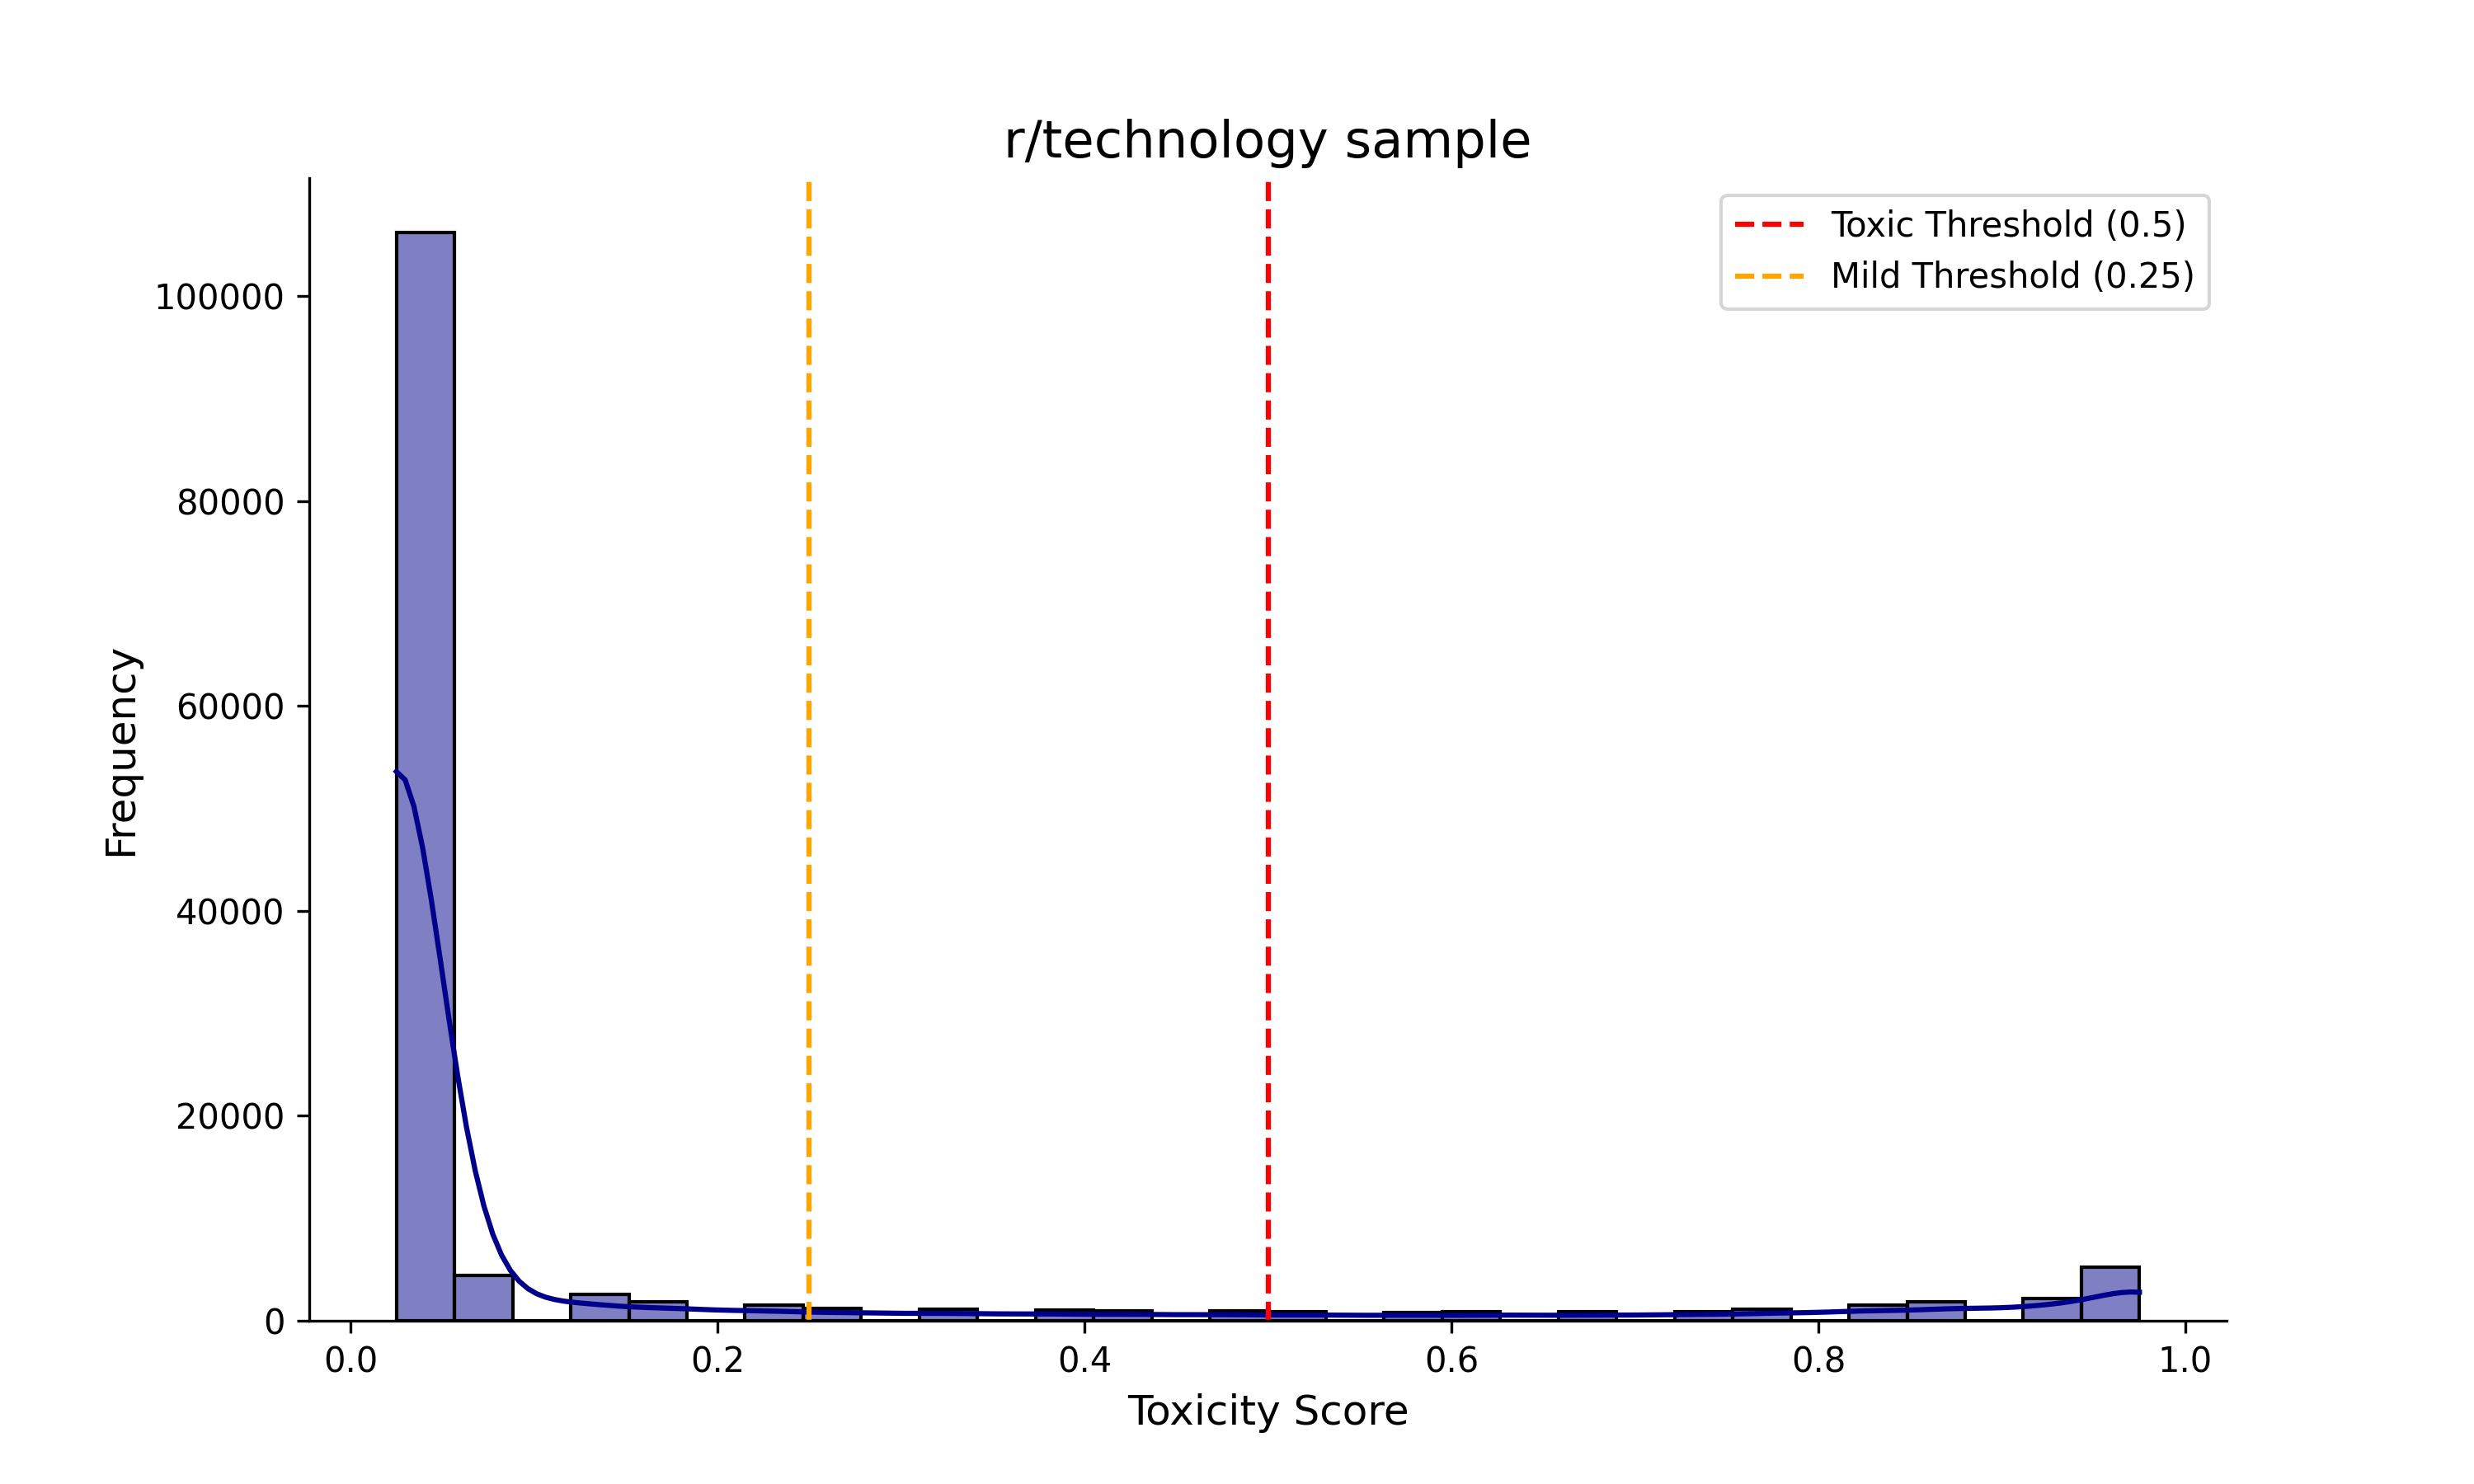 r/technology sample
Toxic Threshold (0.5)
Mild Threshold (0.25)
Frequency
100000
80000
60000
40000
20000
0
0.0 0.2 0.4 0.6 0.8 1.0
Toxicity Score